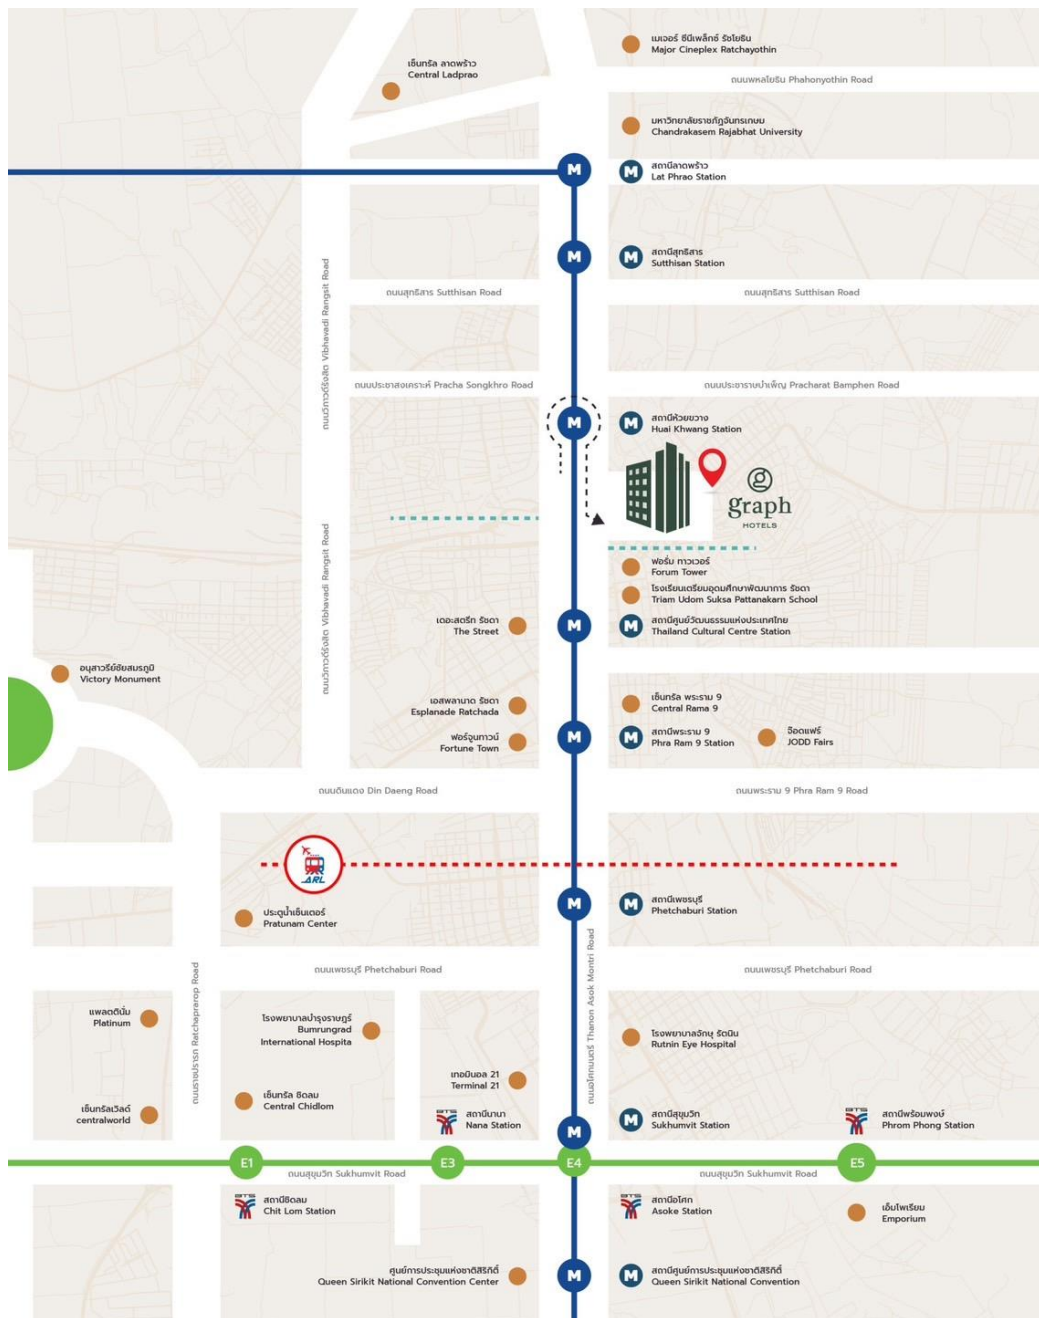 เมเจอร์ ซีนีเพล็กซ์ รัชโยธิน
Major Cineplex Ratchayothin
เซ็นทรัล ลาดพร้าว
Central Ladprao
ถนนพหลโยธิน Phahonyothin Road
มหาวิทยาลัยราชภัฏจันทรเกษม
Chandrakasem Rajabhat University
M
M
สถานีลาดพร้าว
Lat Phrao Station
M
M
สถานีสุทธิสาร
Sutthisan Station
ถนนวิภาวดีรังสิต Vibhavadi Rangsit Road
ถนนสุทธิสาร Sutthisan Road
ถนนสุทธิสาร Sutthisan Road
ถนนประชาสงเคราะห์ Pracha Songkhro Road
ถนนประชาราษบำเพ็ญ Pracharat Bamphen Road
M
M
สถานีห้วยขวาง
Huai Khwang Station
graph
HOTELS
ถนนวิภาวดีรังสิต Vibhavadi Rangsit Road
ฟอรั่ม ทาวเวอร์
Forum Tower
โรงเรียนเตรียมอุดมศึกษาพัฒนาการ รัชดา
Triam Udom Suksa Pattanakarn School
เดอะสตรีท รัชดา
The Street
M
M
สถานีศูนย์วัฒนธรรมแห่งประเทศไทย
Thailand Cultural Centre Station
อนุสาวรีย์ชัยสมรภูมิ
Victory Monument
เอสพลานาด รัชดา
Esplanade Ratchada
เซ็นทรัล พระราม 9
Central Rama 9
ฟอร์จูนทาวน์
Fortune Town
M
M
สถานีพระราม 9
Phra Ram 9 Station
จ๊อดแฟร์
JODD Fairs
ถนนดินแดง Din Daeng Road
ถนนพระราม 9 Phra Ram 9 Road
ARL
ประตูน้ำเซ็นเตอร์
Pratunam Center
M
M
สถานีเพชรบุรี
Phetchaburi Station
ถนนอโศกมนตรี Thanon Asok Montri Road
ถนนเพชรบุรี Phetchaburi Road
ถนนเพชรบุรี Phetchaburi Road
ถนนราชปรารภ Ratchaprarop Road
แพลตตินั่ม
Platinum
โรงพยาบาลบำรุงราษฎร์
Bumrungrad
International Hospita
โรงพยาบาลจักษุ รัตนิน
Rutnin Eye Hospital
เทอมินอล 21
Terminal 21
เซ็นทรัล ชิดลม
Central Chidlom
เซ็นทรัลเวิลด์
centralworld
BTS
สถานีนานา
Nana Station
M
M
สถานีสุขุมวิท
Sukhumvit Station
BTS
สถานีพร้อมพงษ์
Phrom Phong Station
E1
E3
E4
E5
ถนนสุขุมวิท Sukhumvit Road
ถนนสุขุมวิท Sukhumvit Road
BTS
สถานีชิดลม
Chit Lom Station
BTS
สถานีอโศก
Asoke Station
เอ็มโพเรียม
Emporium
ศูนย์การประชุมแห่งชาติสิริกิติ์
Queen Sirikit National Convention Center
M
M
สถานีศูนย์การประชุมแห่งชาติสิริกิติ์
Queen Sirikit National Convention